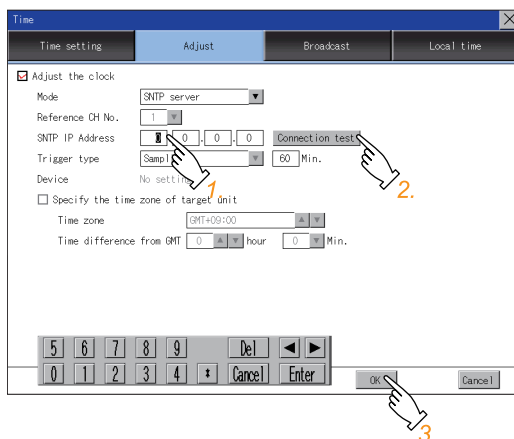 Time
Time setting Adjust Broadcast Local time
Adjust the clock
Mode SNTP server
Reference CH No. 1
SNTP IP Address 0 . 0 . 0 . 0 Connection test
Trigger type Sampl 60 Min.
1. 2.
Device No setti
Specify the time zone of target unit
Time zone GMT+09:00
Time difference from GMT 0 hour 0 Min.
5 6 7 8 9 Del
0 1 2 3 4 Cancel Enter
OK Cancel
3.